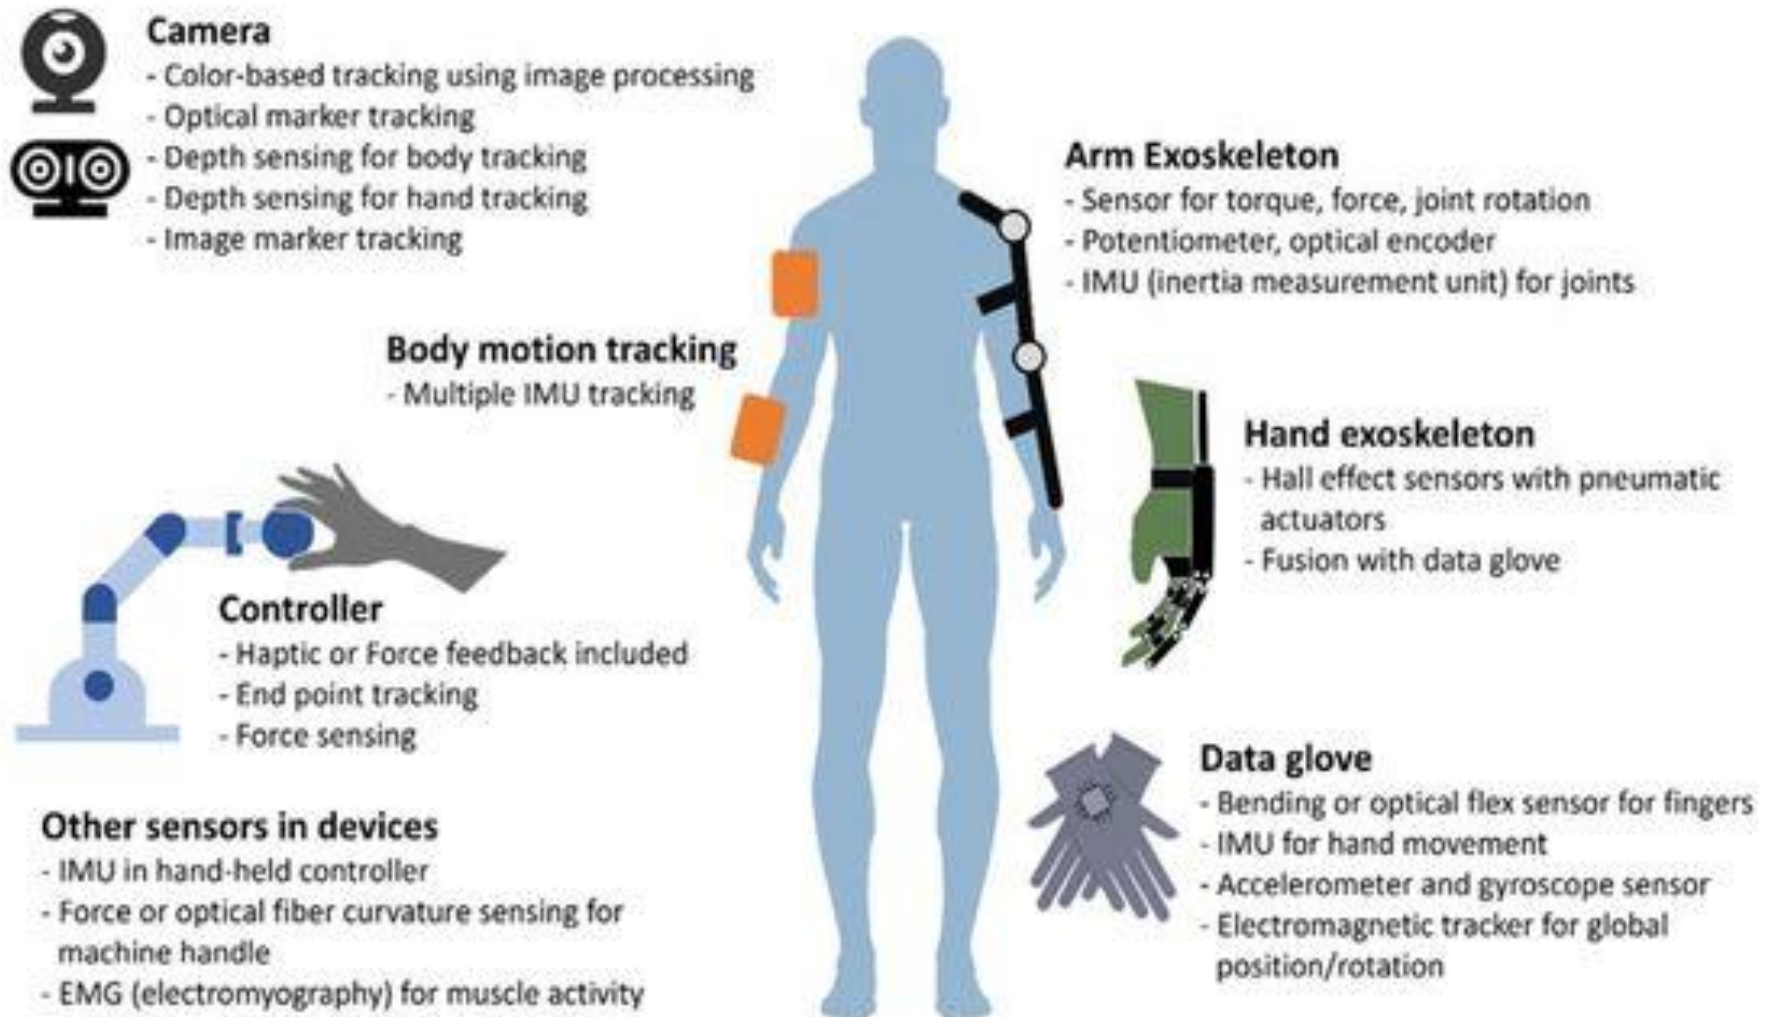 Camera
- Color-based tracking using image processing
- Optical marker tracking
- Depth sensing for body tracking
- Depth sensing for hand tracking
- Image marker tracking
Arm Exoskeleton
- Sensor for torque, force, joint rotation
- Potentiometer, optical encoder
- IMU (inertia measurement unit) for joints
Body motion tracking
- Multiple IMU tracking
Hand exoskeleton
- Hall effect sensors with pneumatic
actuators
- Fusion with data glove
Controller
- Haptic or Force feedback included
- End point tracking
- Force sensing
Data glove
- Bending or optical flex sensor for fingers
- IMU for hand movement
- Accelerometer and gyroscope sensor
- Electromagnetic tracker for global
position/rotation
Other sensors in devices
- IMU in hand-held controller
- Force or optical fiber curvature sensing for
machine handle
- EMG (electromyography) for muscle activity